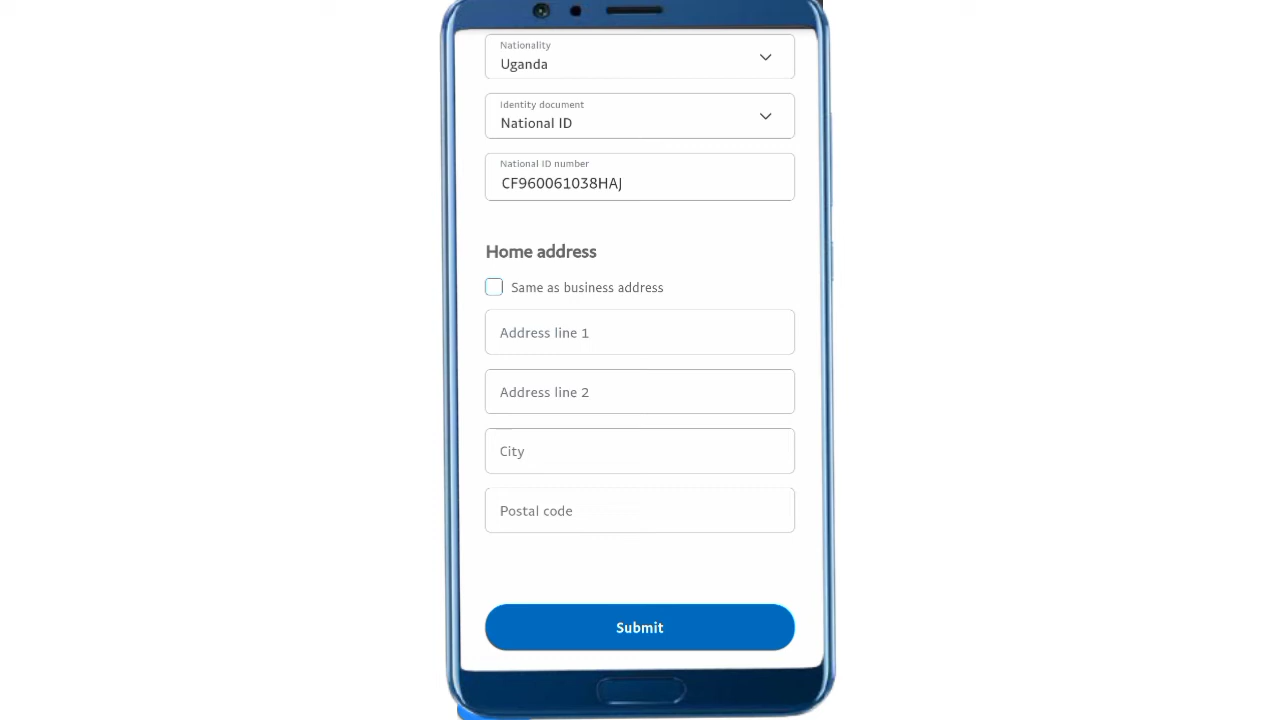 Nationality
Uganda
Identity document
National ID
National ID number
CF960061038HAJ
Home address
Same as business address
Address line 1
Address line 2
City
Postal code
Submit